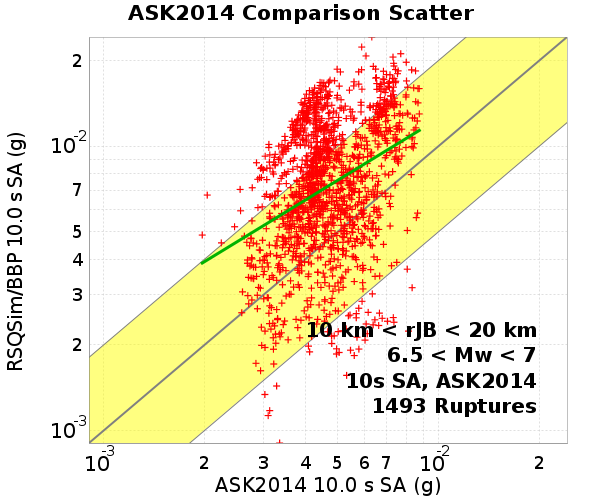 ASK2014 Comparison Scatter
RSQSim/BBP 10.0 s SA (g)
2
10-2
7
5
4
3
2
10-3
10 km < rJB < 20 km
6.5 < Mw < 7
10s SA, ASK2014
1493 Ruptures
10-3 2 3 4 5 6 7 10-2 2
ASK2014 10.0 s SA (g)